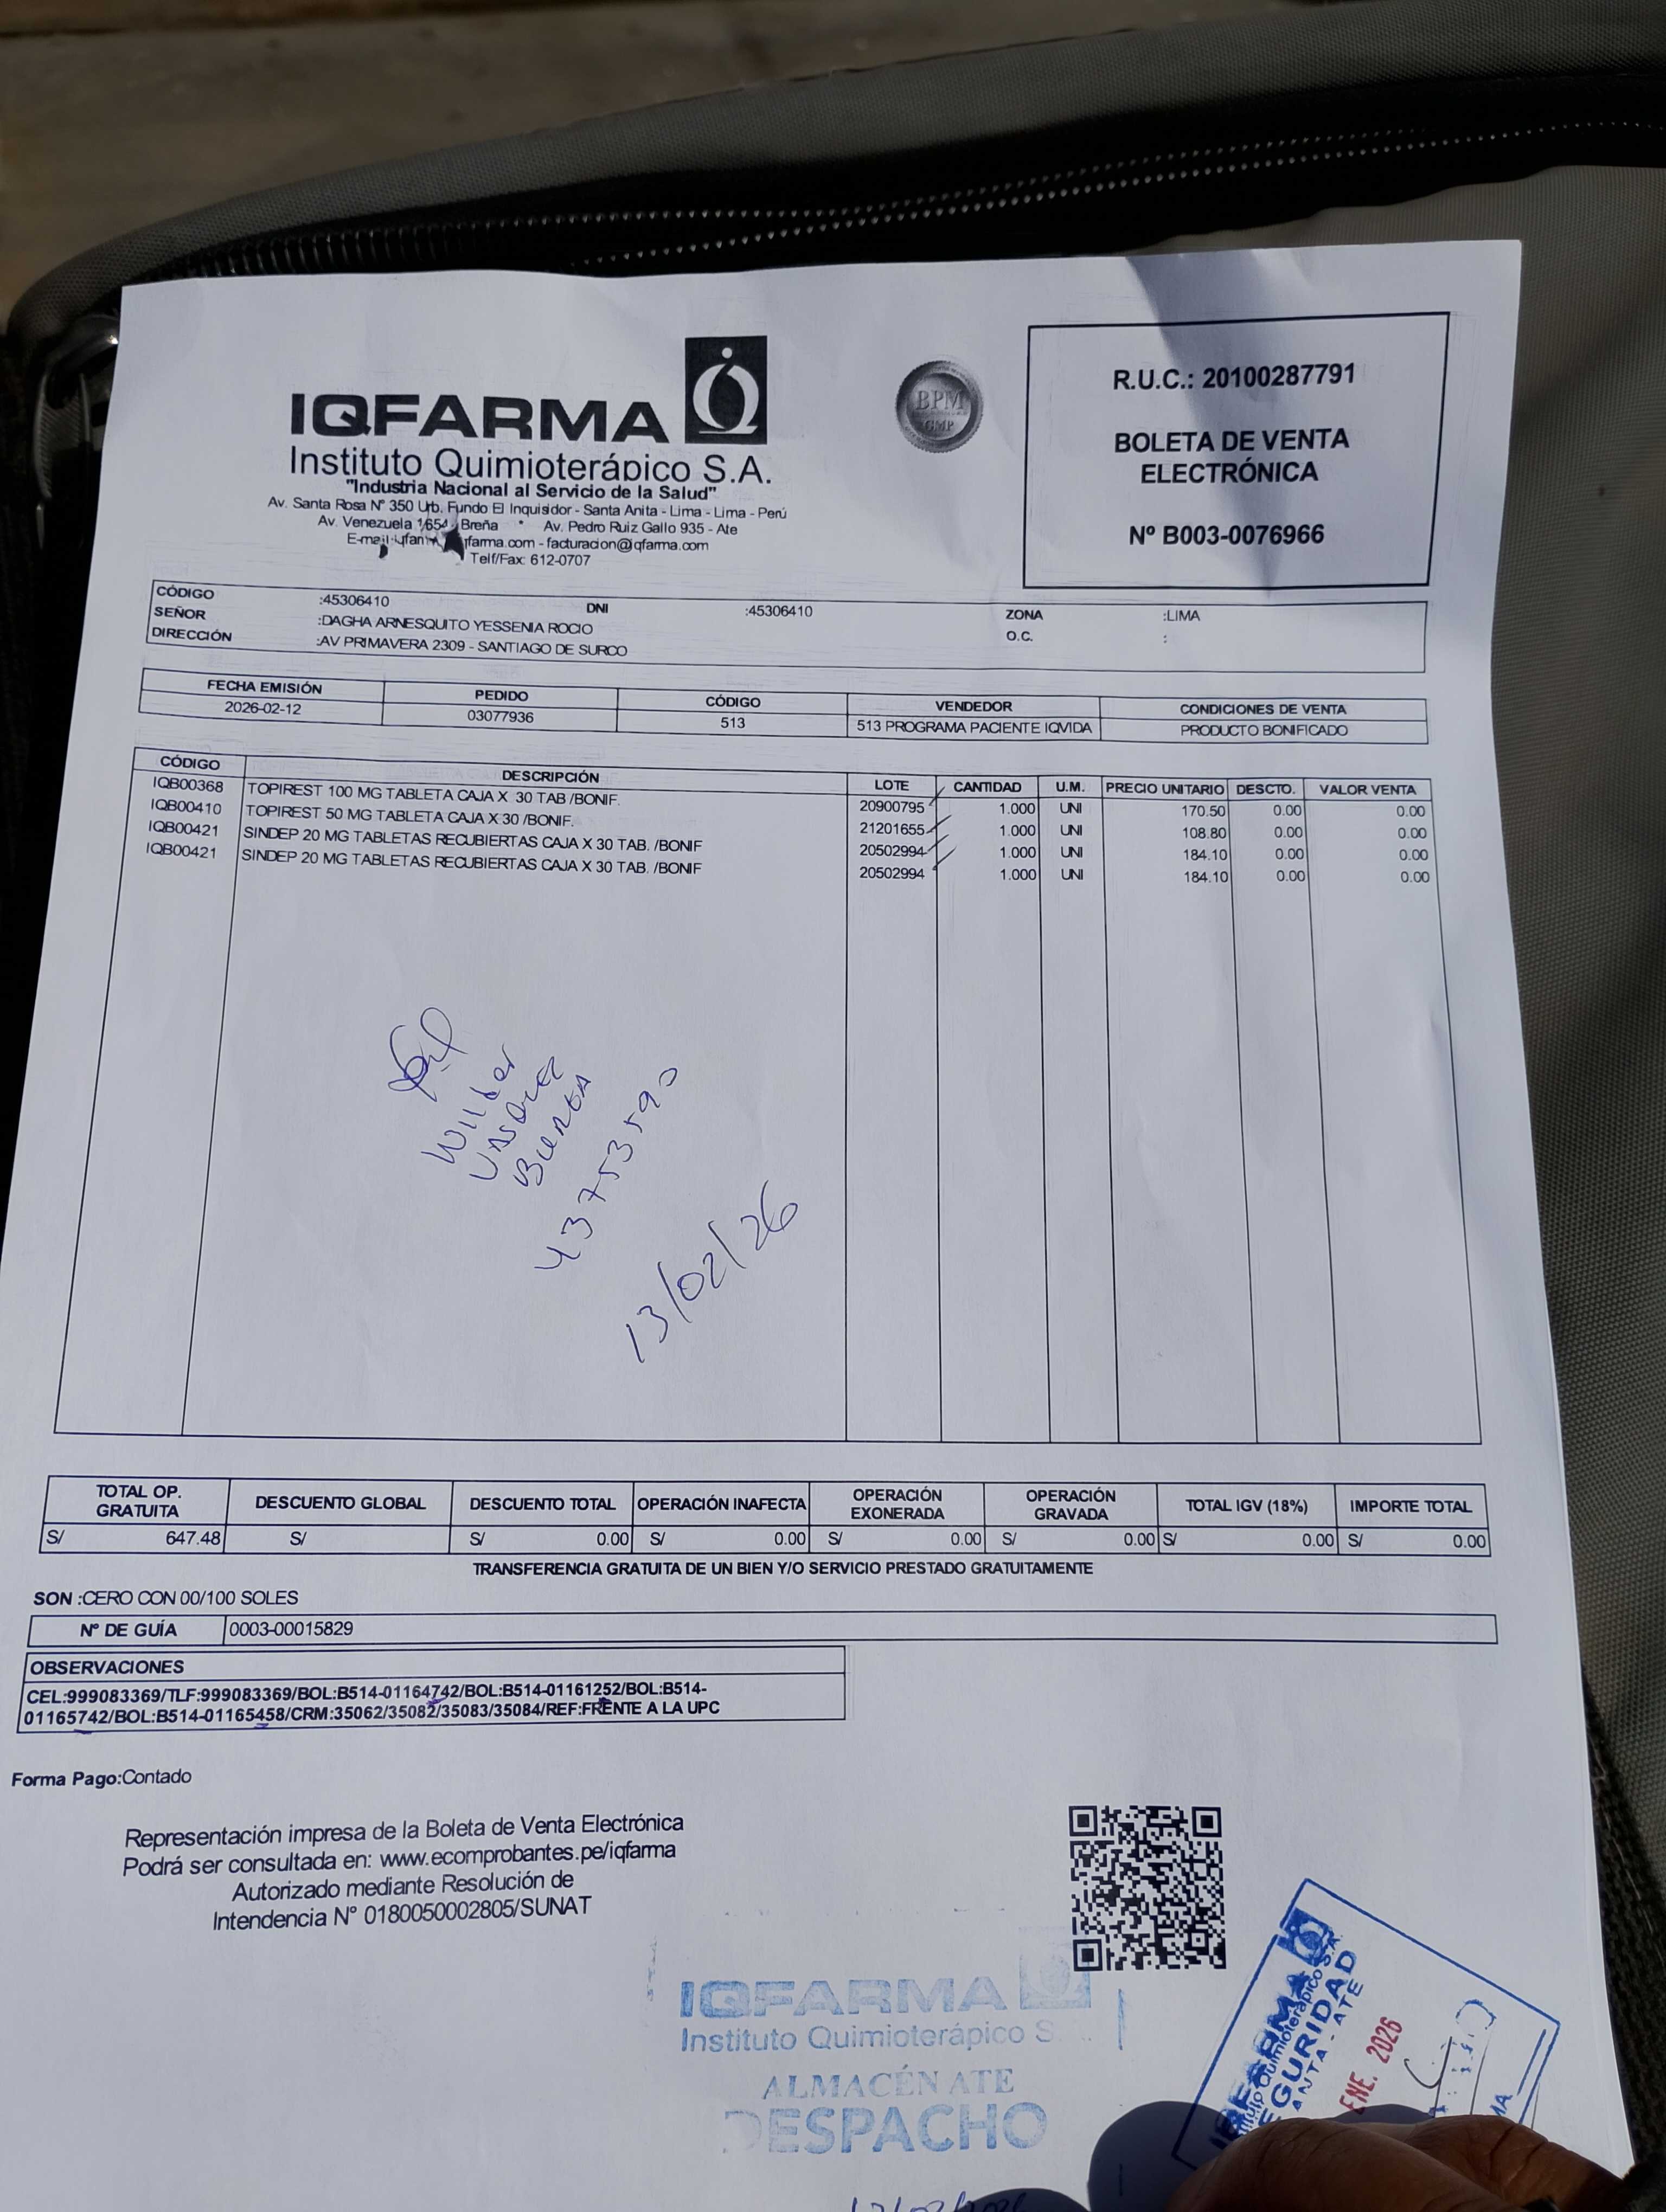 IQFARMA
Instituto Quimioterápico S.A.
"Industria Nacional al Servicio de la Salud"
Av. Santa Rosa Nº 350 Urb. Fundo El Inquisidor - Santa Anita - Lima - Lima - Perú
Av. Venezuela 1654 Breña * Av. Pedro Ruiz Gallo 935 - Ate
E-mail: farma.com - facturacion@iqfarma.com
Telf/Fax: 612-0707
BPM
GMP
R.U.C.: 20100287791
BOLETA DE VENTA
ELECTRÓNICA
Nº B003-0076966
CÓDIGO :45306410 DNI :45306410 ZONA :LIMA
SEÑOR :DAGHA ARNESQUITO YESSENIA ROCIO O.C. :
DIRECCIÓN :AV PRIMAVERA 2309 - SANTIAGO DE SURCO
FECHA EMISIÓN PEDIDO CÓDIGO VENDEDOR CONDICIONES DE VENTA
2026-02-12 03077936 513 513 PROGRAMA PACIENTE IQVIDA PRODUCTO BONIFICADO
CÓDIGO DESCRIPCIÓN LOTE CANTIDAD U.M. PRECIO UNITARIO DESCTO. VALOR VENTA
IQB00368 TOPIREST 100 MG TABLETA CAJA X 30 TAB /BONIF. 20900795 1.000 UNI 170.50 0.00 0.00
IQB00410 TOPIREST 50 MG TABLETA CAJA X 30 /BONIF. 21201655 1.000 UNI 108.80 0.00 0.00
IQB00421 SINDEP 20 MG TABLETAS RECUBIERTAS CAJA X 30 TAB. /BONIF 20502994 1.000 UNI 184.10 0.00 0.00
IQB00421 SINDEP 20 MG TABLETAS RECUBIERTAS CAJA X 30 TAB. /BONIF 20502994 1.000 UNI 184.10 0.00 0.00
Wilder
43753590
13/02/26
TOTAL OP. GRATUITA DESCUENTO GLOBAL DESCUENTO TOTAL OPERACIÓN INAFECTA OPERACIÓN EXONERADA OPERACIÓN GRAVADA TOTAL IGV (18%) IMPORTE TOTAL
S/ 647.48 S/ S/ 0.00 S/ 0.00 S/ 0.00 S/ 0.00 S/ 0.00 S/ 0.00
TRANSFERENCIA GRATUITA DE UN BIEN Y/O SERVICIO PRESTADO GRATUITAMENTE
SON :CERO CON 00/100 SOLES
Nº DE GUÍA 0003-00015829
OBSERVACIONES
CEL:999083369/TLF:999083369/BOL:B514-01164742/BOL:B514-01161252/BOL:B514-
01165742/BOL:B514-01165458/CRM:35062/35082/35083/35084/REF:FRENTE A LA UPC
Forma Pago:Contado
Representación impresa de la Boleta de Venta Electrónica
Podrá ser consultada en: www.ecomprobantes.pe/iqfarma
Autorizado mediante Resolución de
Intendencia N° 0180050002805/SUNAT
IQFARMA
Instituto Quimioterápico S
ALMACÉN ATE
DESPACHO
Quimioterápico S.A.
ENE. 2026